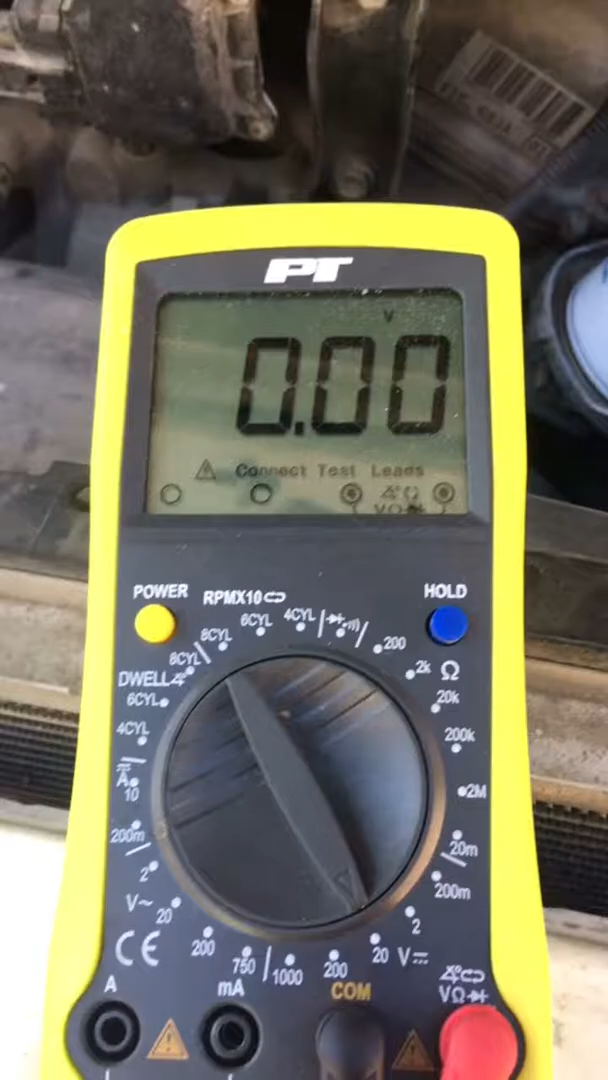 PT
V
0.00
Connect Test Leads
VΩ
POWER
HOLD
RPMX10
8CYL
6CYL
4CYL
200
2k
Ω
20k
200k
2M
20m
200m
2
20
V
200
1000
750
200
20
V~
2
200m
10
A
4CYL
6CYL
DWELL
8CYL
CE
A
mA
COM
VΩ